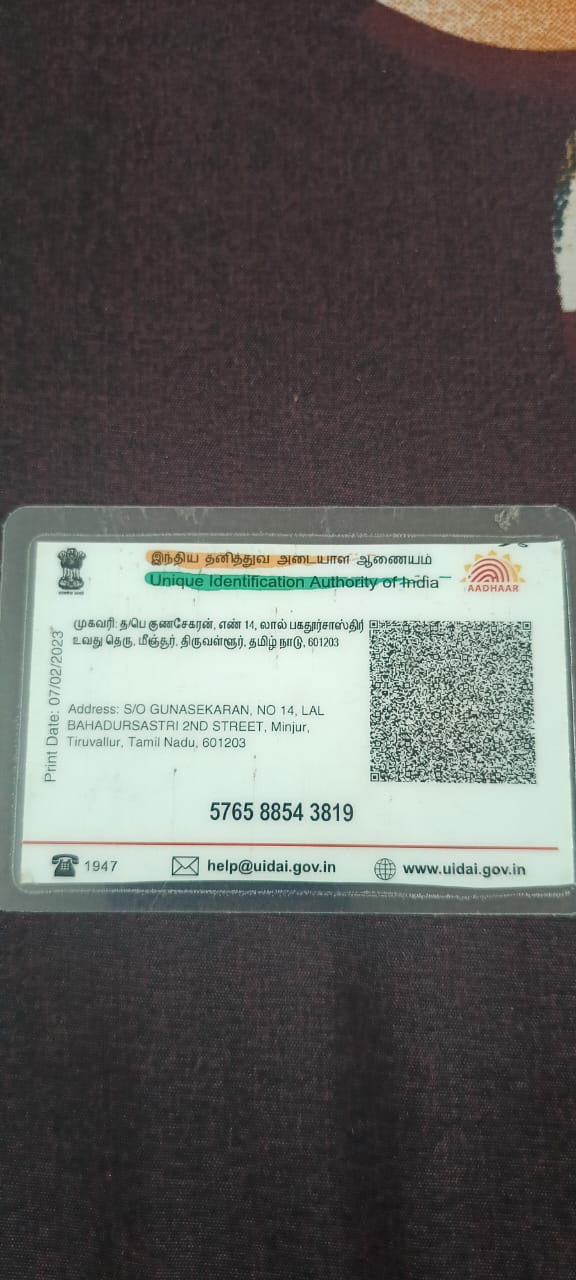 இந்திய தனித்துவ அடையாள ஆணையம்
Unique Identification Authority of India
AADHAAR
முகவரி: த/பெ குணசேகரன், எண் 14, லால் பகதூர்சாஸ்திரி
உவது தெரு, மீஞ்தூர், திருவள்ளூர், தமிழ் நாடு, 601203
Print Date: 07/02/2023
Address: S/O GUNASEKARAN, NO 14, LAL
BAHADURSASTRI 2ND STREET, Minjur,
Tiruvallur, Tamil Nadu, 601203
5765 8854 3819
1947
help@uidai.gov.in
www.uidai.gov.in